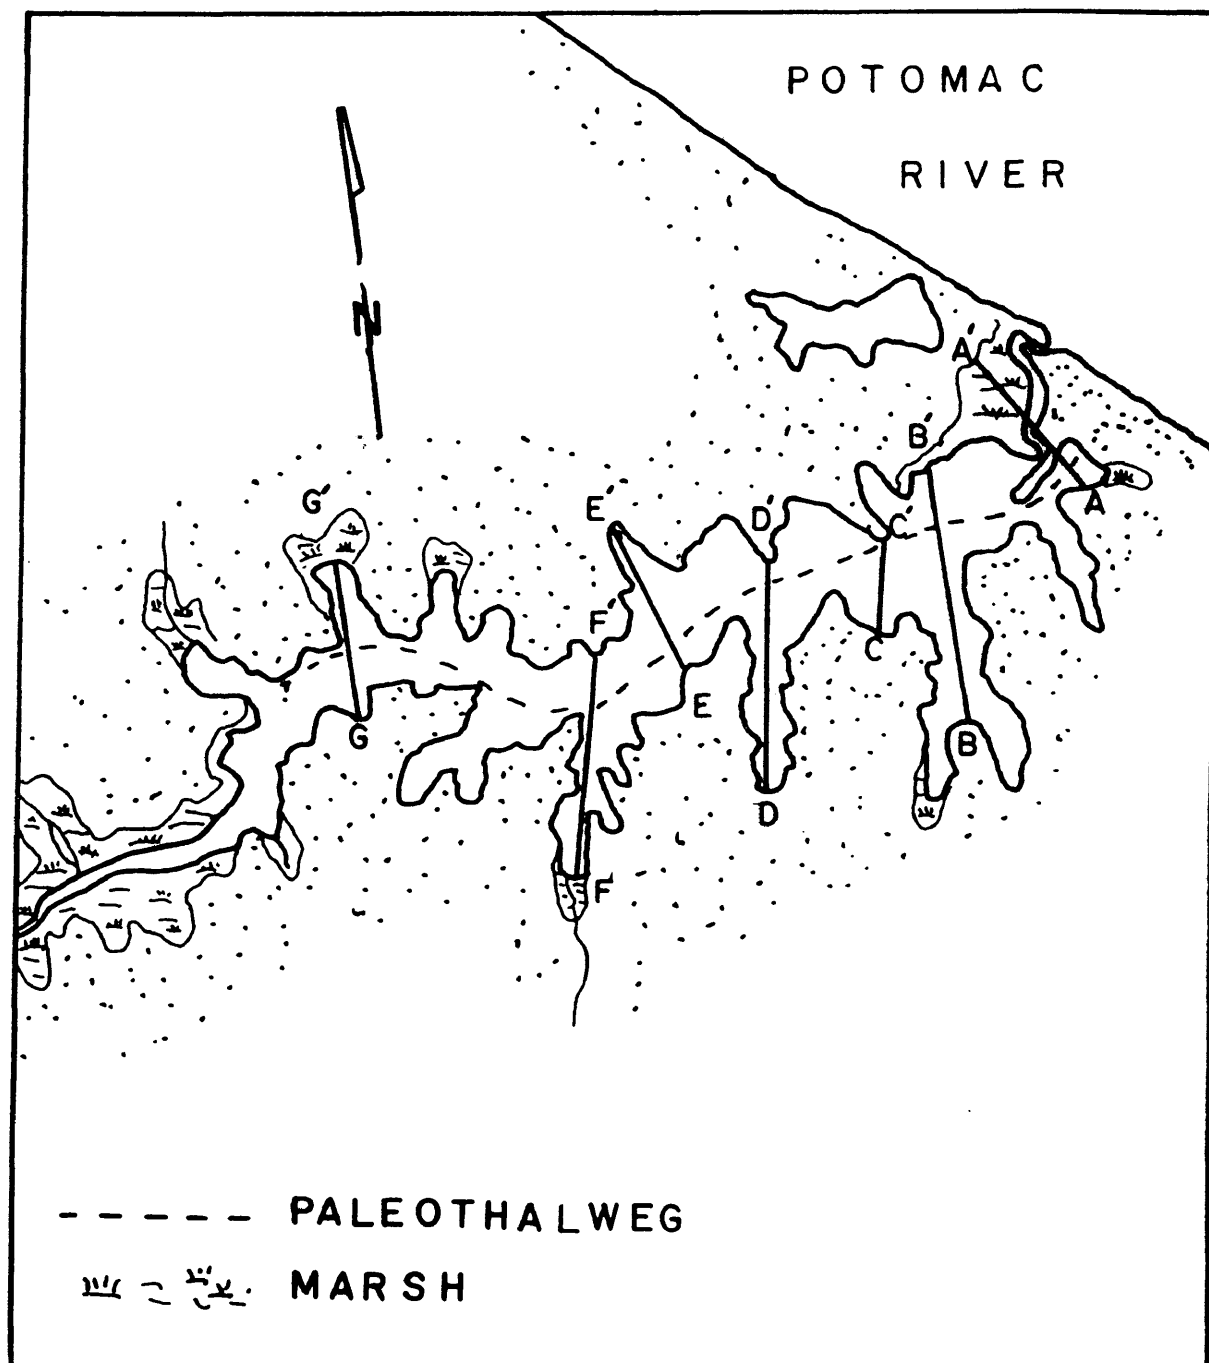 POTOMAC
RIVER
N
A'
B'
G'
E'
D'
C'
A
F'
C
E
G
B
D
F
PALEOTHALWEG
MARSH